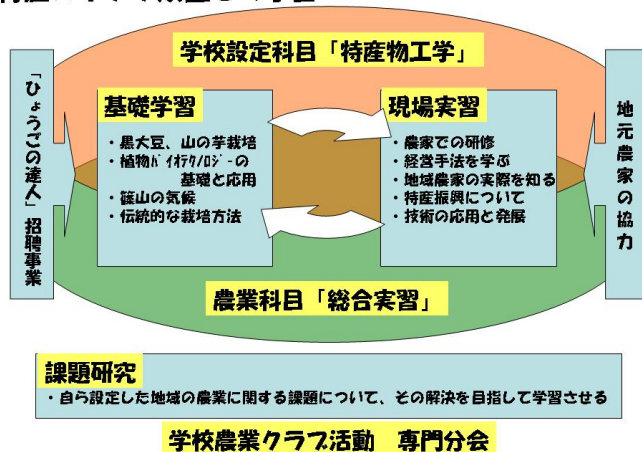 学校設定科目「特産物工学」
「ひょうごの達人」招聘事業
基礎学習
・黒大豆、山の芋栽培
・植物ﾊﾞｲｵﾃｸﾉﾛｼﾞｰの
基礎と応用
・篠山の気候
・伝統的な栽培方法
現場実習
・農家での研修
・経営手法を学ぶ
・地域農家の実際を知る
・特産振興について
・技術の応用と発展
地元農家の協力
農業科目「総合実習」
課題研究
・自ら設定した地域の農業に関する課題について、その解決を目指して学習させる
学校農業クラブ活動　専門分会